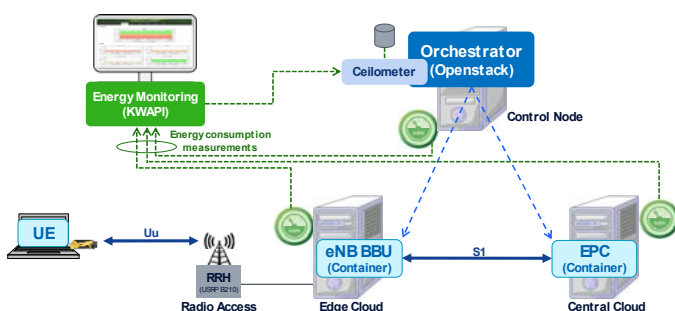 Orchestrator
(Openstack)
Ceilometer
Energy Monitoring
(KWAPI)
Control Node
Energy consumption
measurements
UE
Uu
RRH
(USRP B210)
Radio Access
eNB BBU
(Container)
Edge Cloud
S1
EPC
(Container)
Central Cloud